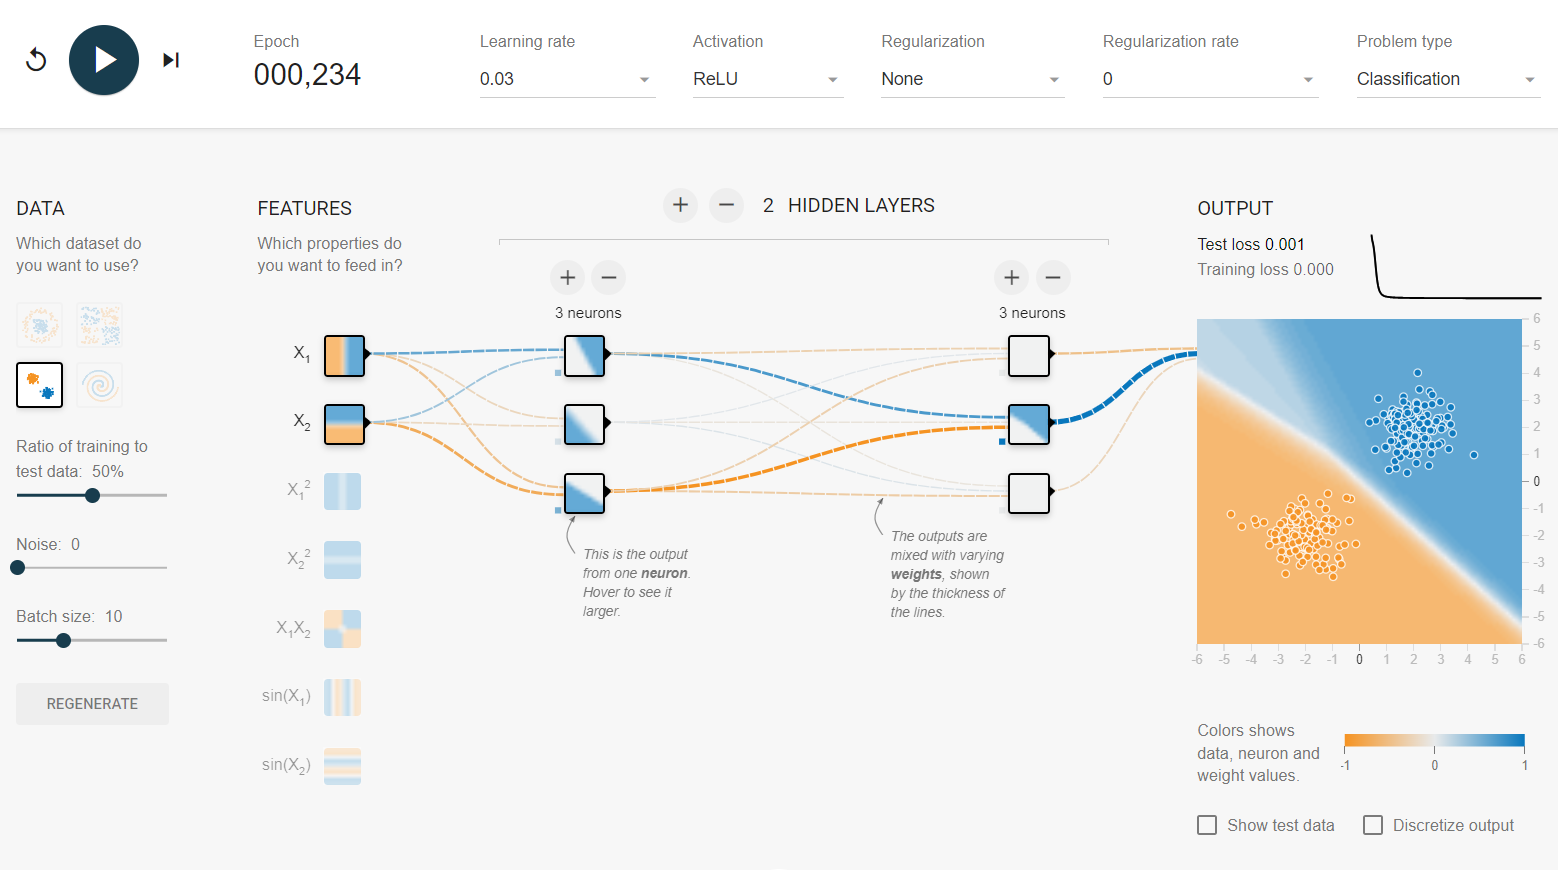 Epoch
000,234
Learning rate
0.03
Activation
ReLU
Regularization
None
Regularization rate
0
Problem type
Classification
DATA
Which dataset do
you want to use?
Ratio of training to
test data: 50%
Noise: 0
Batch size: 10
REGENERATE
FEATURES
Which properties do
you want to feed in?
X1
X2
X1²
X2²
X1X2
sin(X1)
sin(X2)
+ − 2 HIDDEN LAYERS
+ −
3 neurons
+ −
3 neurons
This is the output
from one neuron.
Hover to see it
larger.
The outputs are
mixed with varying
weights, shown
by the thickness of
the lines.
OUTPUT
Test loss 0.001
Training loss 0.000
6
5
4
3
2
1
0
-1
-2
-3
-4
-5
-6
-6 -5 -4 -3 -2 -1 0 1 2 3 4 5 6
Colors shows
data, neuron and
weight values.
-1 0 1
Show test data
Discretize output